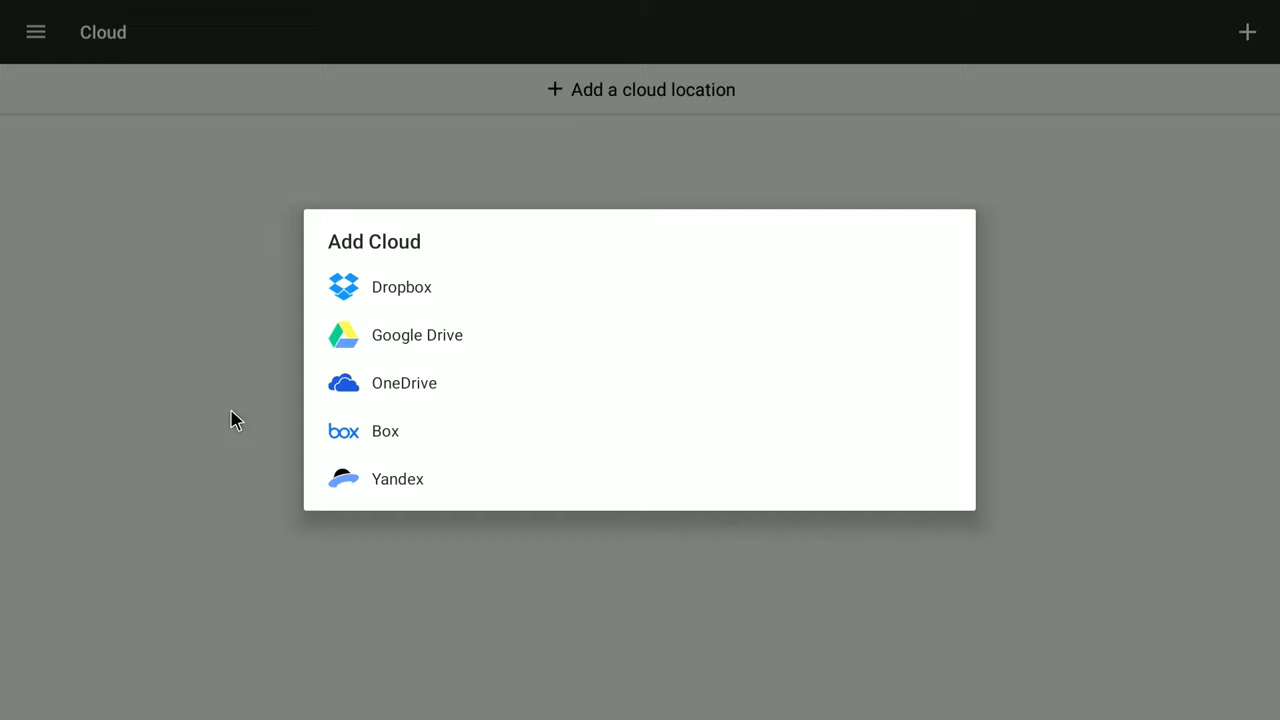 Cloud
+ Add a cloud location
Add Cloud
Dropbox
Google Drive
OneDrive
box Box
Yandex